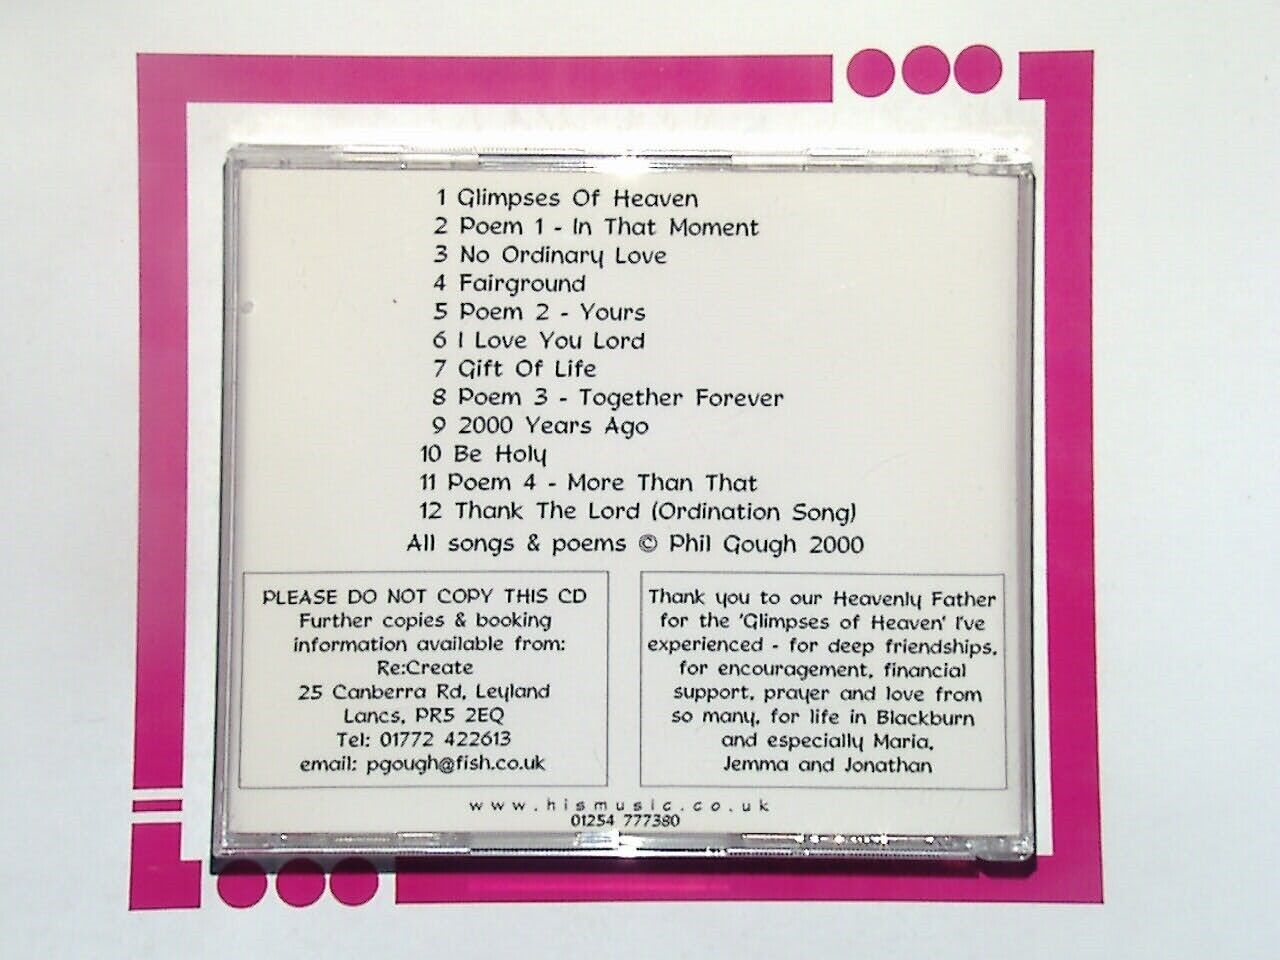 1 Glimpses Of Heaven
2 Poem 1 - In That Moment
3 No Ordinary Love
4 Fairground
5 Poem 2 - Yours
6 I Love You Lord
7 Gift Of Life
8 Poem 3 - Together Forever
9 2000 Years Ago
10 Be Holy
11 Poem 4 - More Than That
12 Thank The Lord (Ordination Song)
All songs & poems © Phil Gough 2000
PLEASE DO NOT COPY THIS CD
Further copies & booking
information available from:
Re:Create
25 Canberra Rd, Leyland
Lancs, PR5 2EQ
Tel: 01772 422613
email: pgough@fish.co.uk
Thank you to our Heavenly Father
for the 'Glimpses of Heaven' I've
experienced - for deep friendships,
for encouragement, financial
support, prayer and love from
so many, for life in Blackburn
and especially Maria,
Jemma and Jonathan
www.hismusic.co.uk
01254 777380